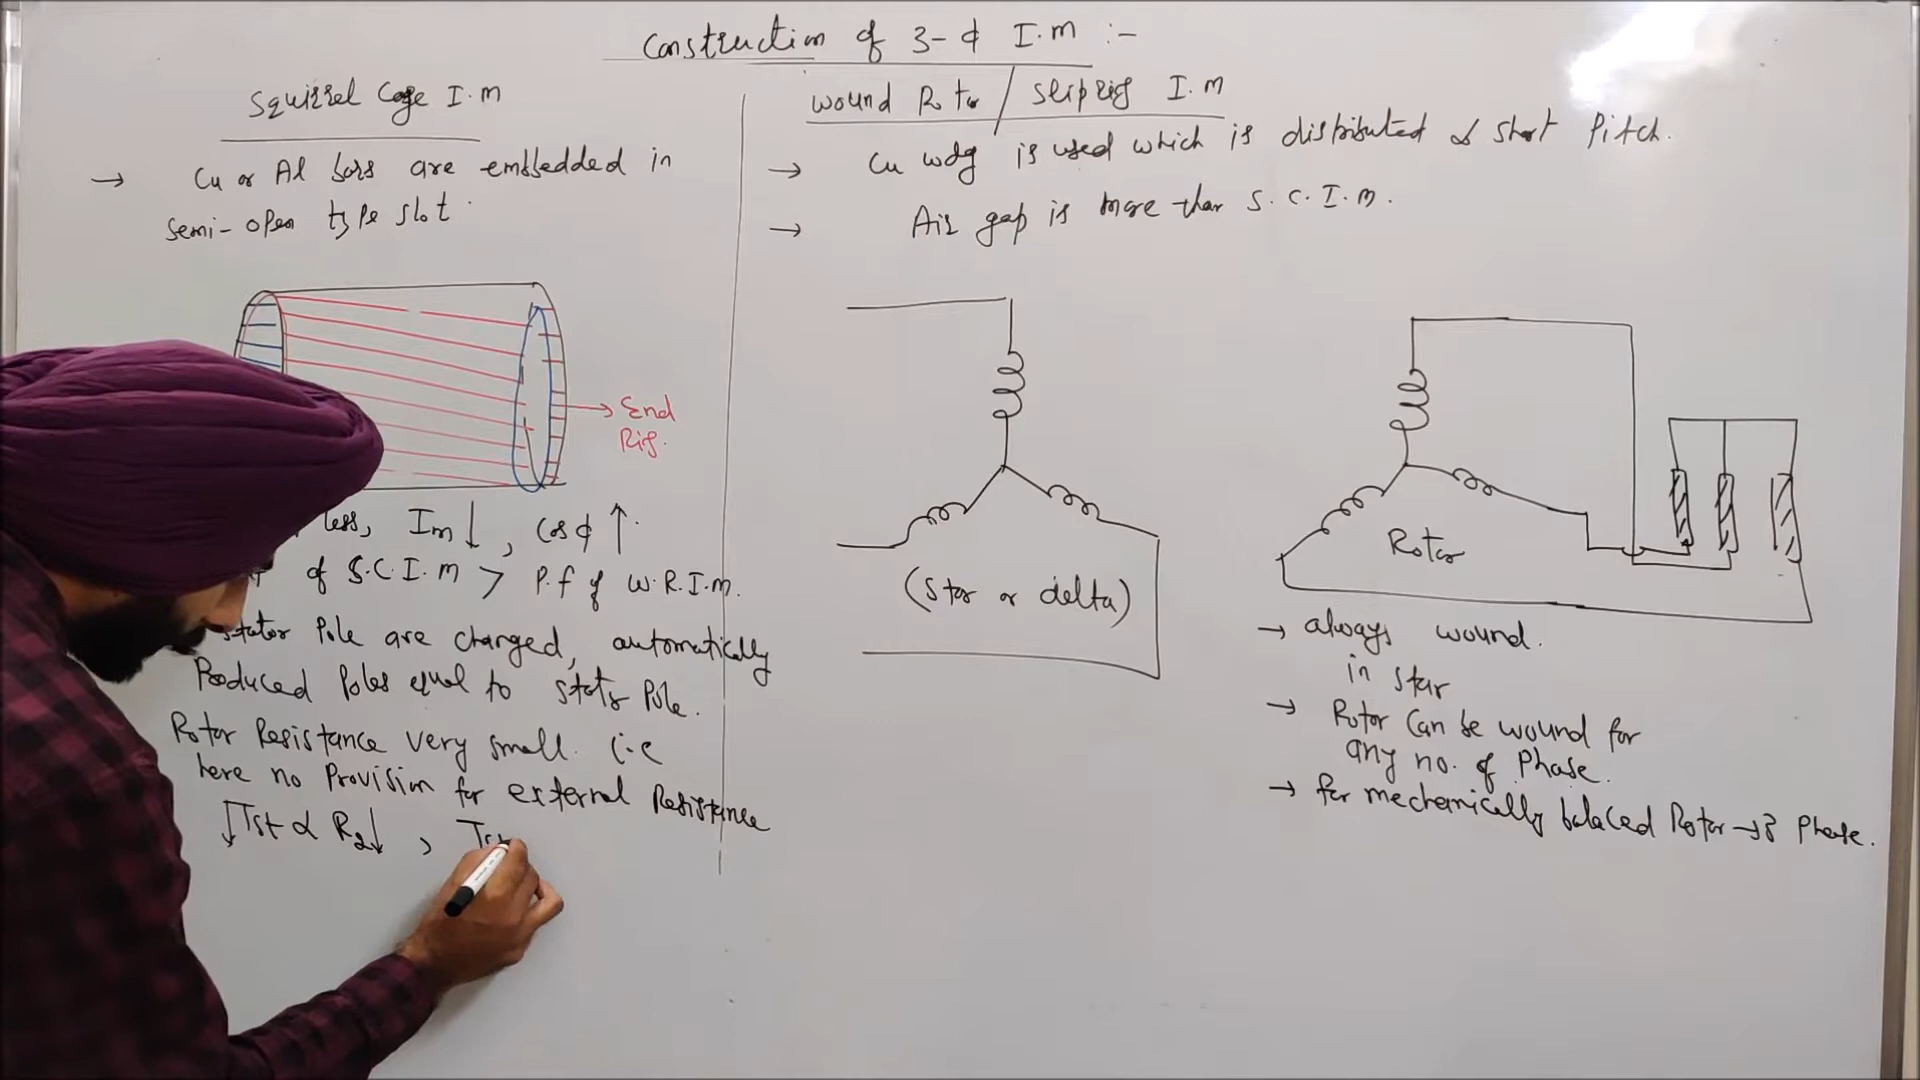 Construction of 3-ϕ I.M :-
Squirrel Cage I.M
→ Cu or Al bars are embedded in
semi-open type slot.
End
Ring.
less, Im↓, Cos ϕ ↑.
of S.C.I.M > P.f of W.R.I.M.
Stator Pole are changed, automatically
Produced Poles equal to stator Pole.
Rotor Resistance very small. i.e
here no Provision for external Resistance
↓Tst ∝ R2↓, Tst
Wound Rotor / Slipring I.M
→ Cu wdg is used which is distributed & short Pitch.
→ Air gap is more than S.C.I.M.
(Star or delta)
Rotor
→ always wound.
in star
→ Rotor Can be wound for
any no. of Phase.
→ for mechanically balaced Rotor → 3 Phase.